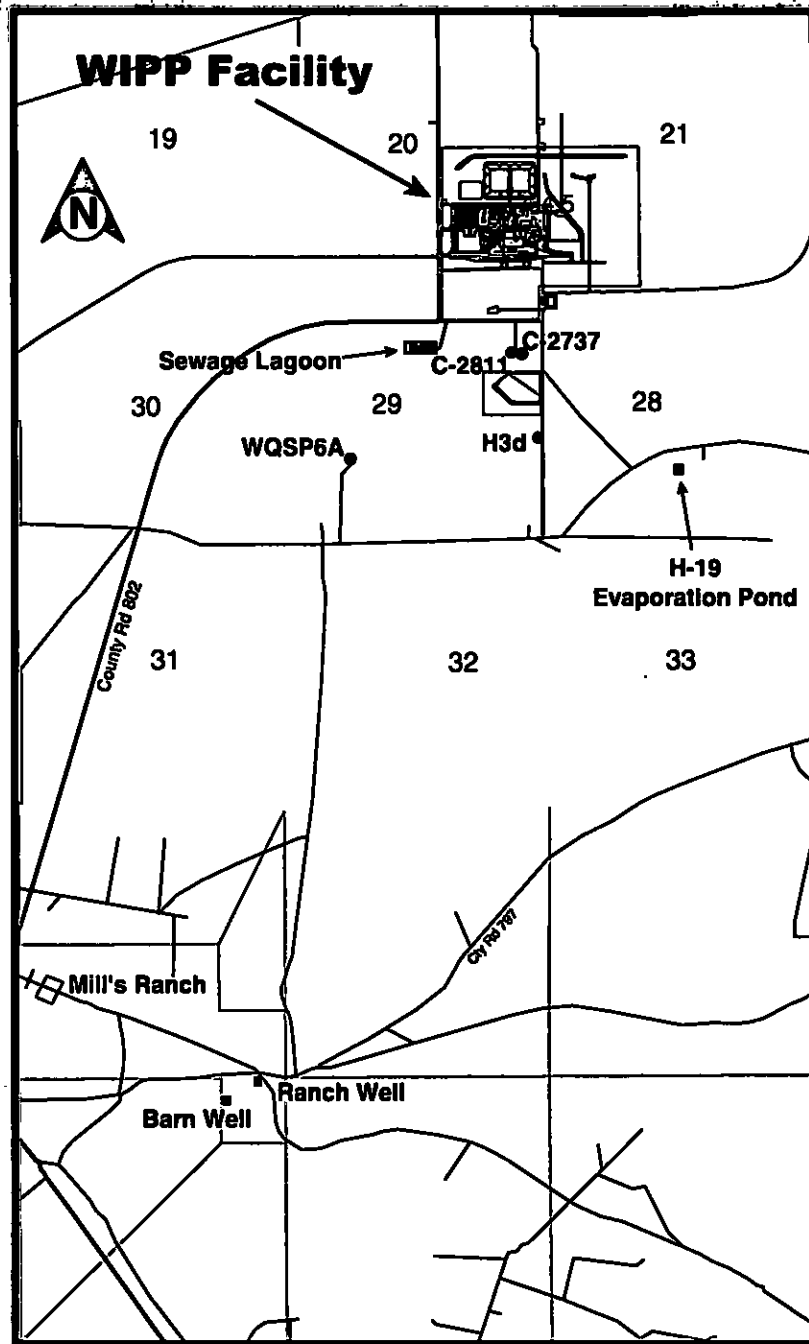 WIPP Facility
19
20
21
N
Sewage Lagoon
C-2737
C-2811
30
29
28
WQSP6A
H3d
H-19
Evaporation Pond
County Rd 802
31
32
33
Cty Rd 797
Mill's Ranch
Ranch Well
Barn Well